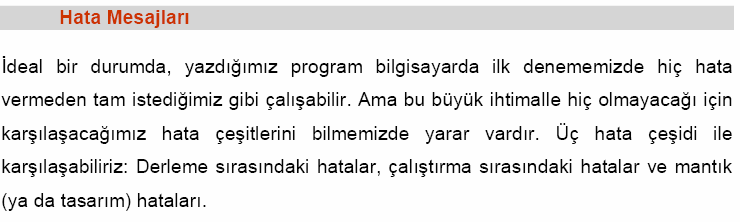 Hata Mesajları
İdeal bir durumda, yazdığımız program bilgisayarda ilk denememizde hiç hata
vermeden tam istediğimiz gibi çalışabilir. Ama bu büyük ihtimalle hiç olmayacağı için
karşılaşacağımız hata çeşitlerini bilmemizde yarar vardır. Üç hata çeşidi ile
karşılaşabiliriz: Derleme sırasındaki hatalar, çalıştırma sırasındaki hatalar ve mantık
(ya da tasarım) hataları.